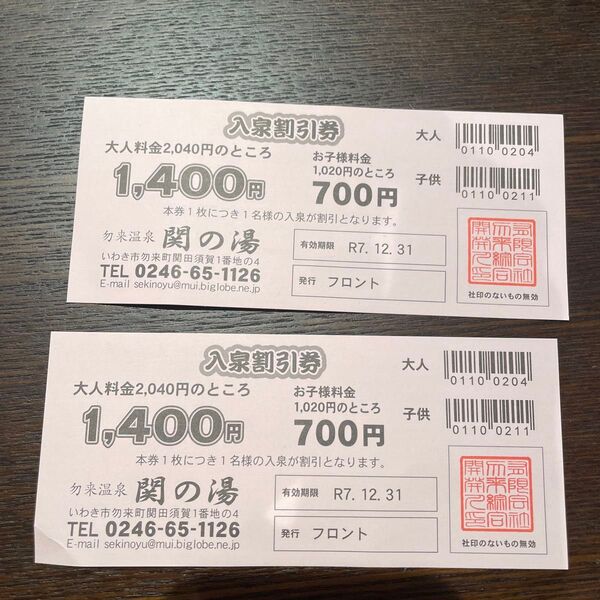 入泉割引券
大人料金2,040円のところ
1,400円
お子様料金
1,020円のところ
700円
本券1枚につき1名様の入泉が割引となります。
勿来温泉 関の湯
いわき市勿来町関田須賀1番地の4
TEL 0246-65-1126
E-mail sekinoyu@mui.biglobe.ne.jp
有効期限 R7.12.31
発行 フロント
大人
0110 0204
子供
0110 0211
社印のないもの無効
入泉割引券
大人料金2,040円のところ
1,400円
お子様料金
1,020円のところ
700円
本券1枚につき1名様の入泉が割引となります。
勿来温泉 関の湯
いわき市勿来町関田須賀1番地の4
TEL 0246-65-1126
E-mail sekinoyu@mui.biglobe.ne.jp
有効期限 R7.12.31
発行 フロント
大人
0110 0204
子供
0110 0211
社印のないもの無効